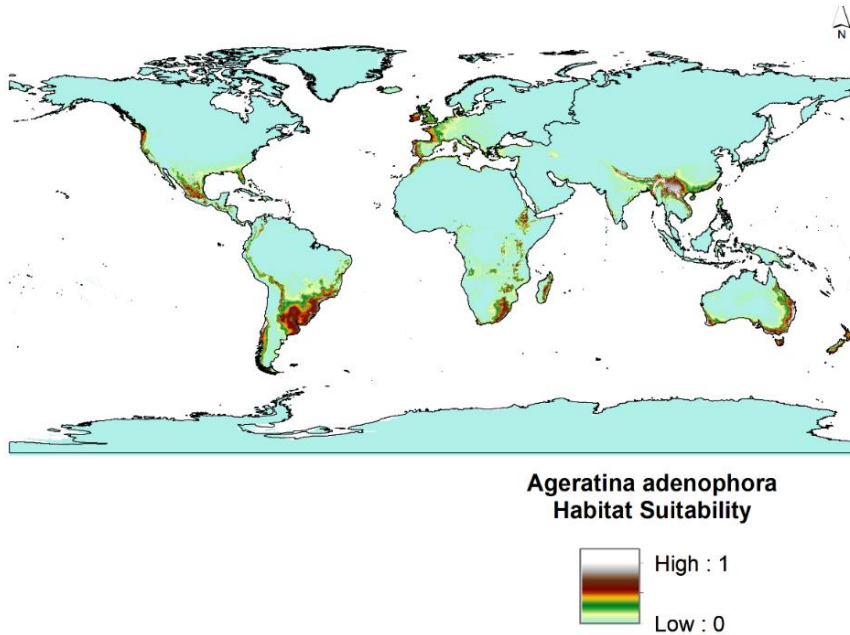 N
Ageratina adenophora
Habitat Suitability
High : 1
Low : 0